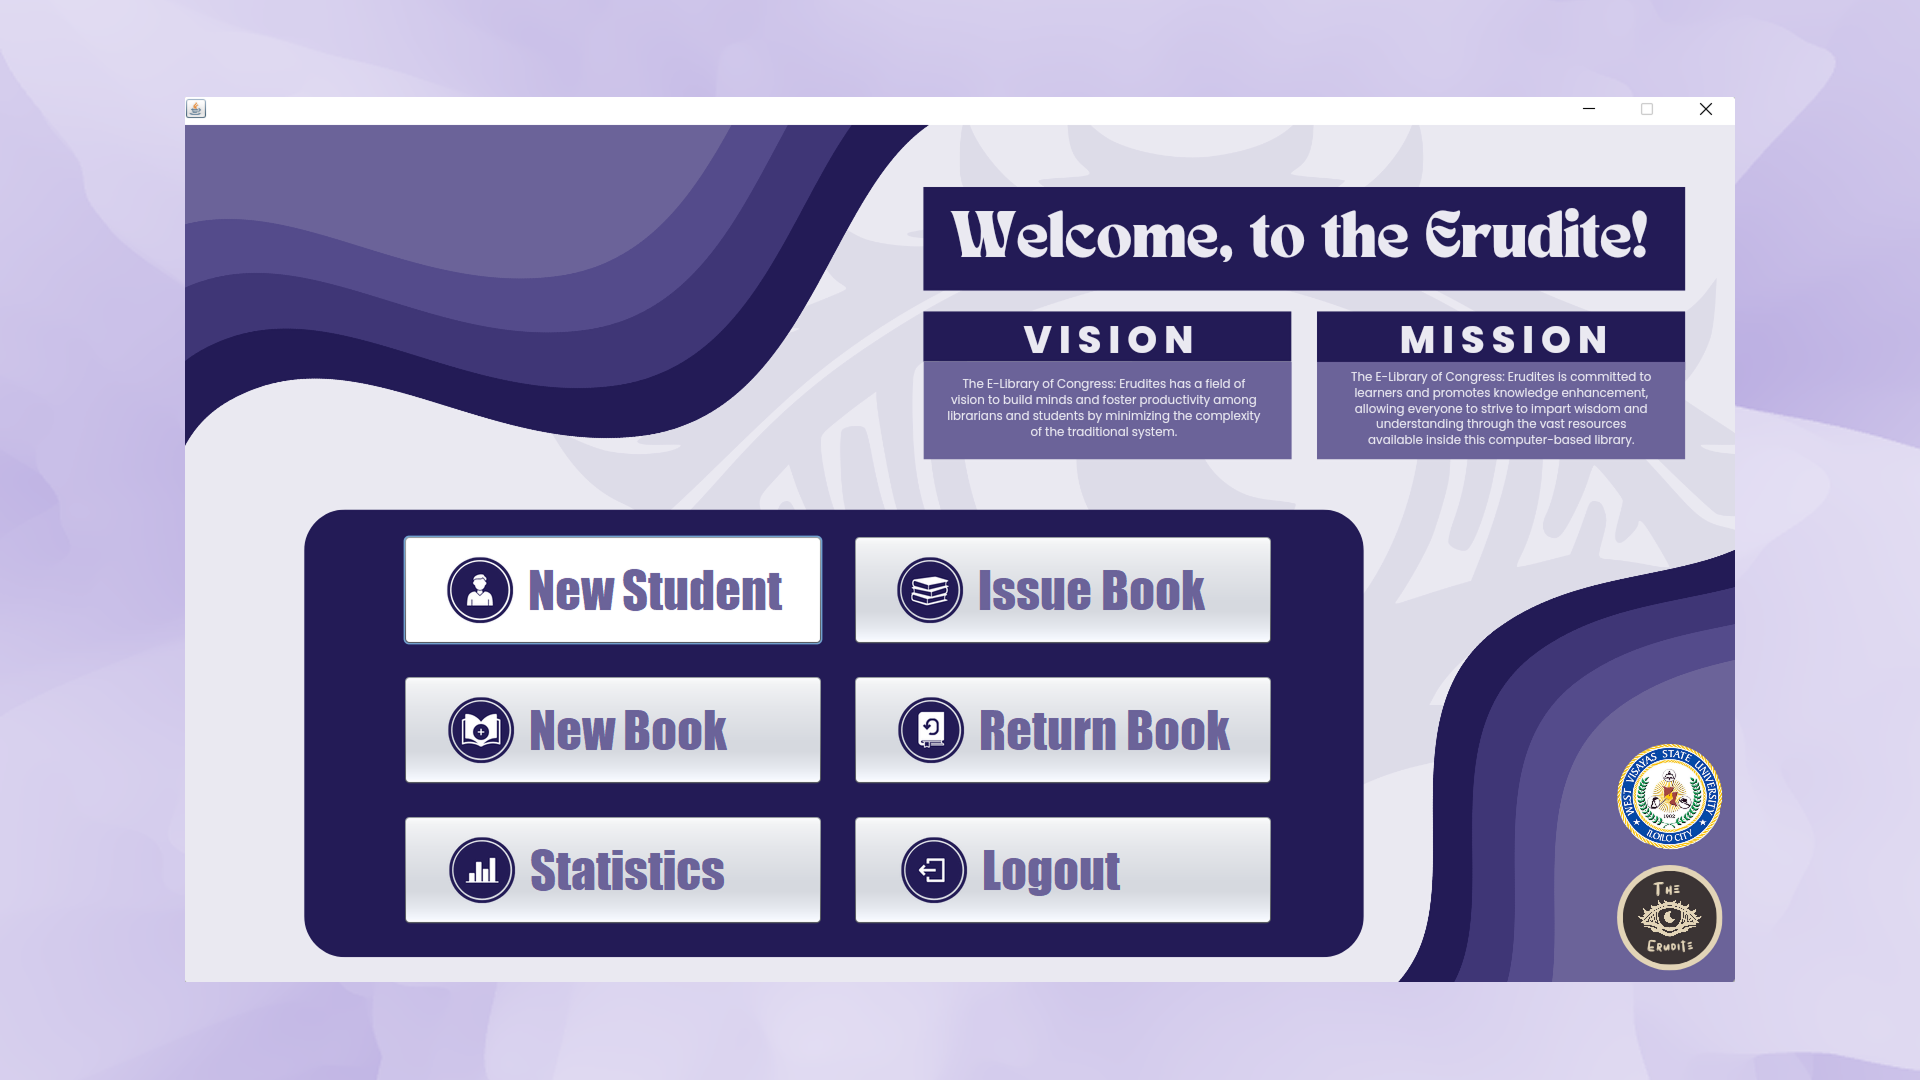 Welcome, to the Erudite!
VISION
The E-Library of Congress: Erudites has a field of
vision to build minds and foster productivity among
librarians and students by minimizing the complexity
of the traditional system.
MISSION
The E-Library of Congress: Erudites is committed to
learners and promotes knowledge enhancement,
allowing everyone to strive to impart wisdom and
understanding through the vast resources
available inside this computer-based library.
New Student
Issue Book
New Book
Return Book
Statistics
Logout
WEST VISAYAS STATE UNIVERSITY
1902
ILOILO CITY
THE
ERUDITE